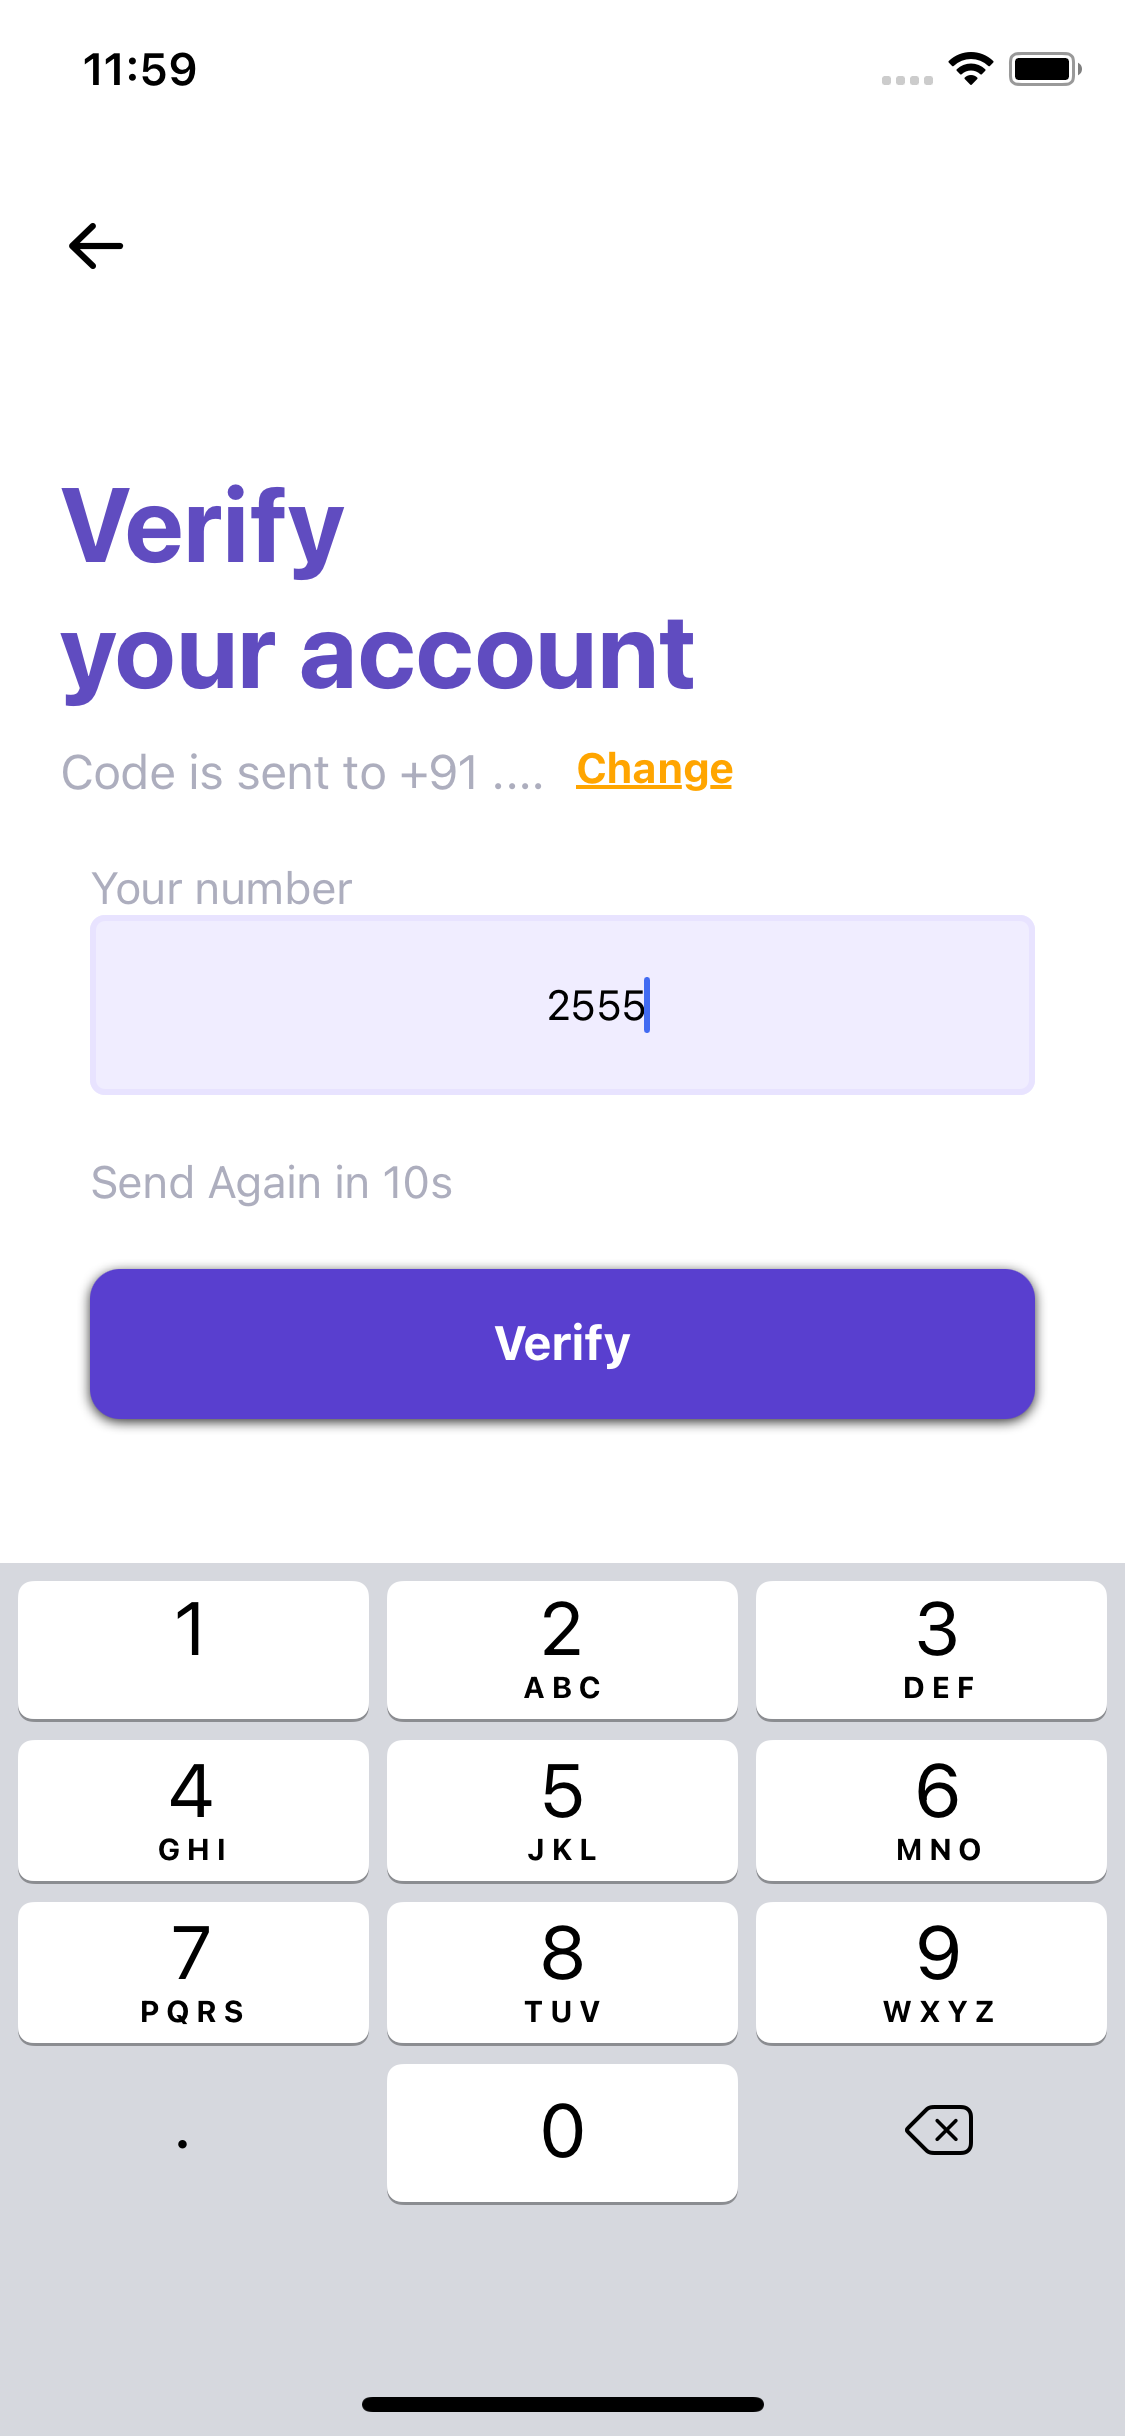 11:59
Verify
your account
Code is sent to +91 .... Change
Your number
2555
Send Again in 10s
Verify
1
2
ABC
3
DEF
4
GHI
5
JKL
6
MNO
7
PQRS
8
TUV
9
WXYZ
.
0